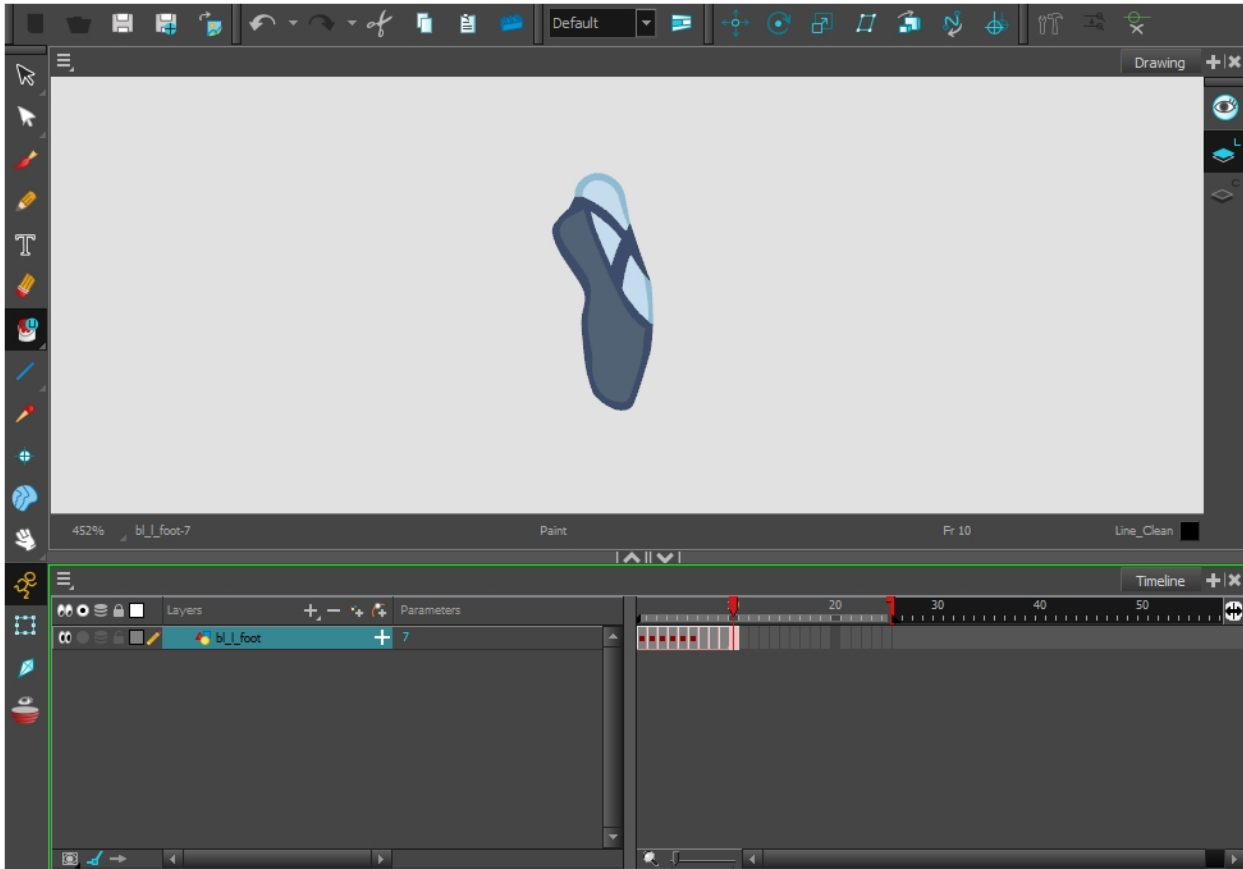 Default
Drawing
L
C
452% bl_l_foot-7 Paint Fr 10 Line_Clean
Timeline
Layers Parameters 20 30 40 50
bl_l_foot 7